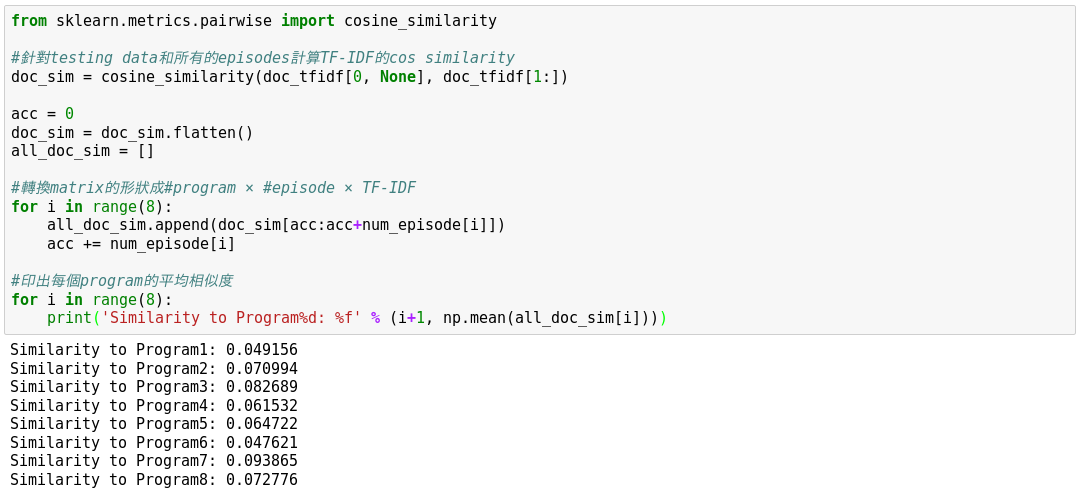 from sklearn.metrics.pairwise import cosine_similarity
#針對testing data和所有的episodes計算TF-IDF的cos similarity
doc_sim = cosine_similarity(doc_tfidf[0, None], doc_tfidf[1:])
acc = 0
doc_sim = doc_sim.flatten()
all_doc_sim = []
#轉換matrix的形狀成#program × #episode × TF-IDF
for i in range(8):
    all_doc_sim.append(doc_sim[acc:acc+num_episode[i]])
    acc += num_episode[i]
#印出每個program的平均相似度
for i in range(8):
    print('Similarity to Program%d: %f' % (i+1, np.mean(all_doc_sim[i])))
Similarity to Program1: 0.049156
Similarity to Program2: 0.070994
Similarity to Program3: 0.082689
Similarity to Program4: 0.061532
Similarity to Program5: 0.064722
Similarity to Program6: 0.047621
Similarity to Program7: 0.093865
Similarity to Program8: 0.072776